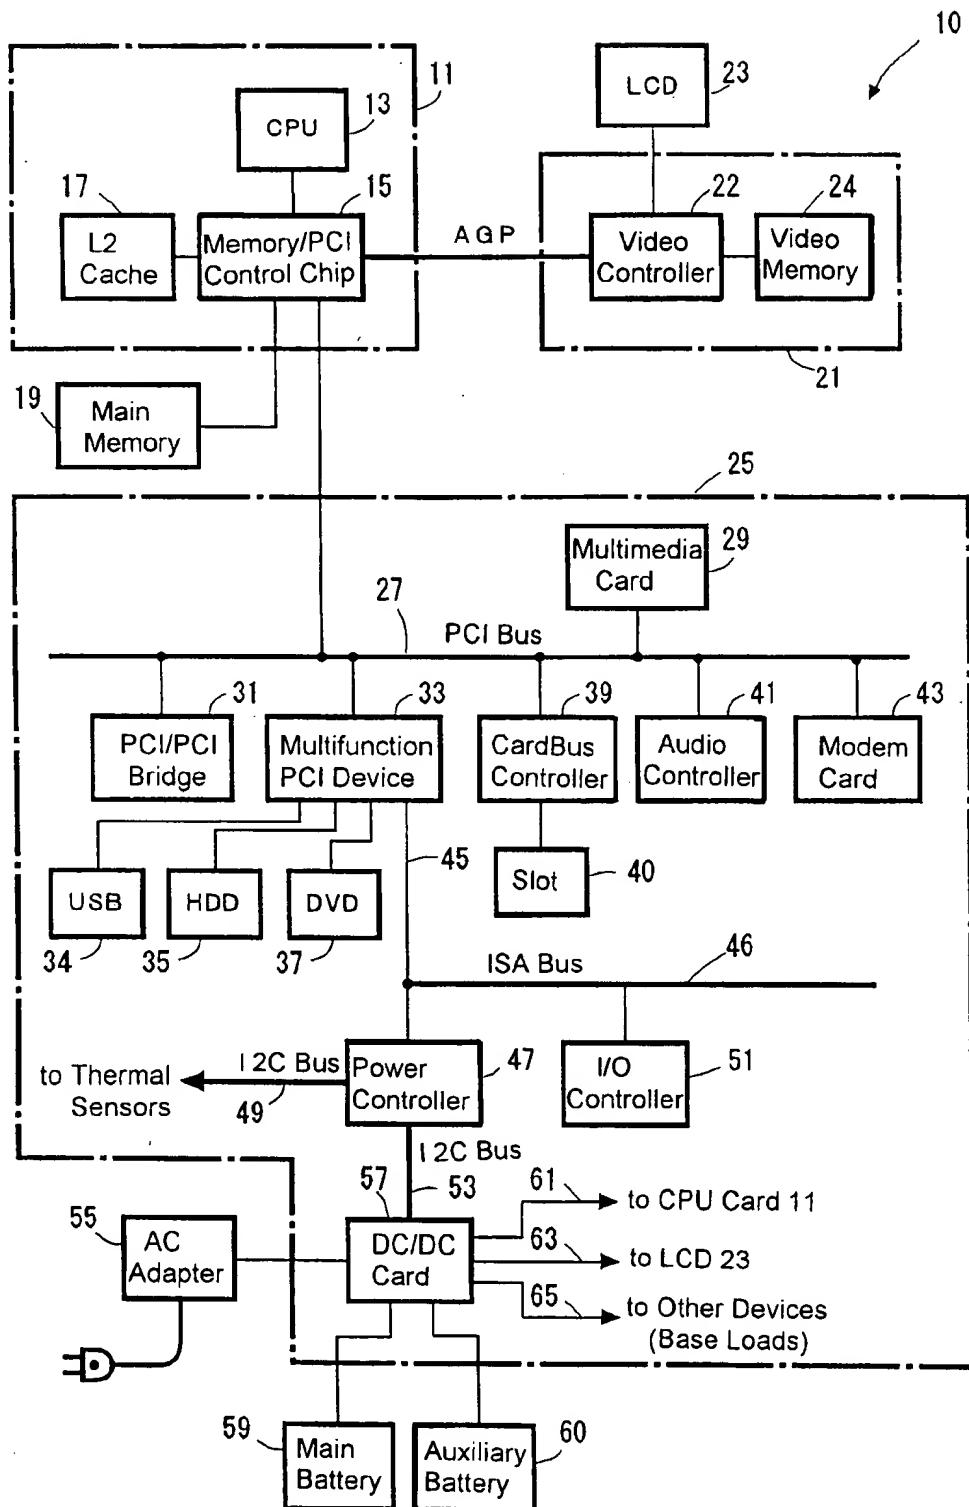 10
11
13
CPU
LCD
23
17
15
22
24
L2
Cache
Memory/PCI
Control Chip
AGP
Video
Controller
Video
Memory
21
19
Main
Memory
25
Multimedia
Card
29
27
PCI Bus
31
33
39
41
43
PCI/PCI
Bridge
Multifunction
PCI Device
CardBus
Controller
Audio
Controller
Modem
Card
45
USB
HDD
DVD
Slot
40
34
35
37
ISA Bus
46
to Thermal
Sensors
I2C Bus
49
Power
Controller
47
I/O
Controller
51
I2C Bus
53
57
61
to CPU Card 11
55
AC
Adapter
DC/DC
Card
63
to LCD 23
65
to Other Devices
(Base Loads)
59
Main
Battery
Auxiliary
Battery
60